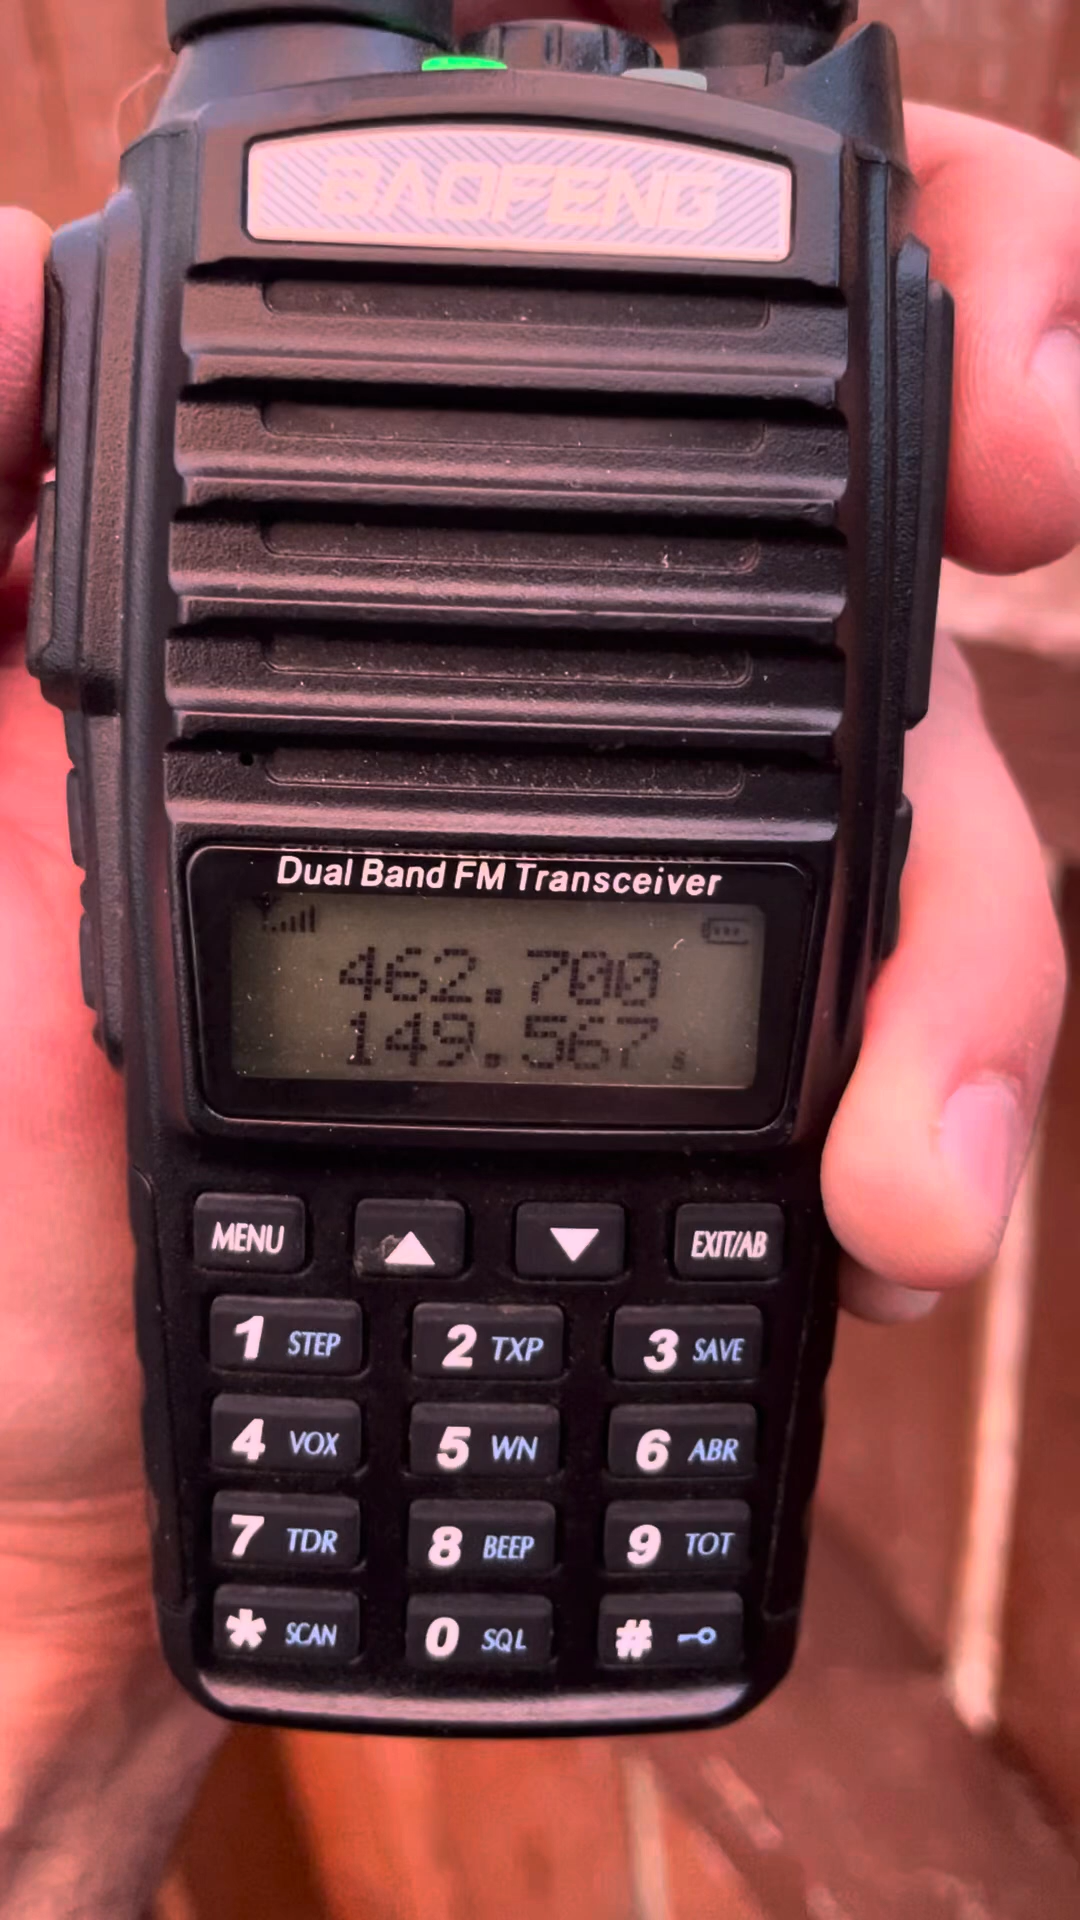 BAOFENG
Dual Band FM Transceiver
462.700
149.567
MENU ▲ ▼ EXIT/AB
1 STEP 2 TXP 3 SAVE
4 VOX 5 WN 6 ABR
7 TDR 8 BEEP 9 TOT
* SCAN 0 SQL #